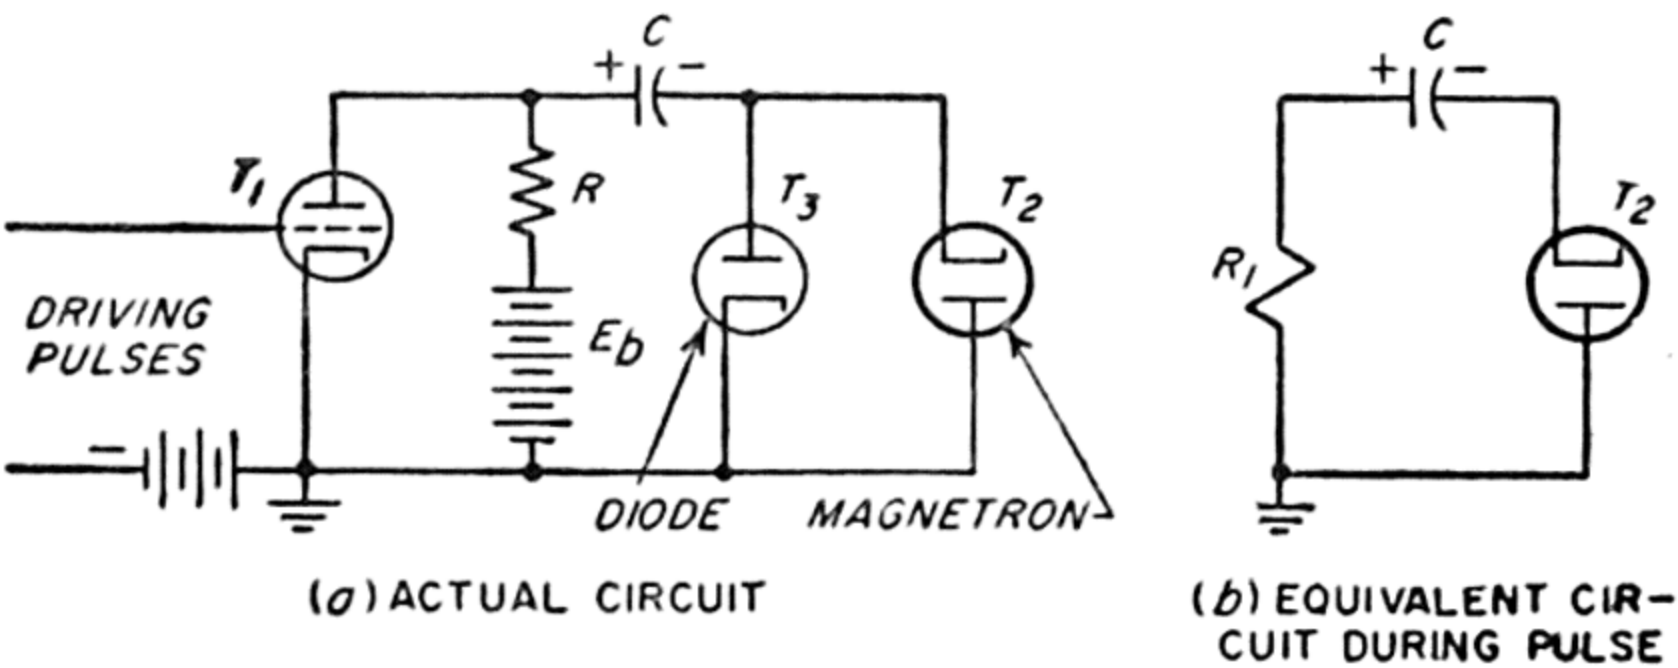 C
+ −
T1
R
T3
T2
DRIVING
PULSES
Eb
−
DIODE
MAGNETRON
(a) ACTUAL CIRCUIT
C
+ −
T2
R1
(b) EQUIVALENT CIR-
CUIT DURING PULSE